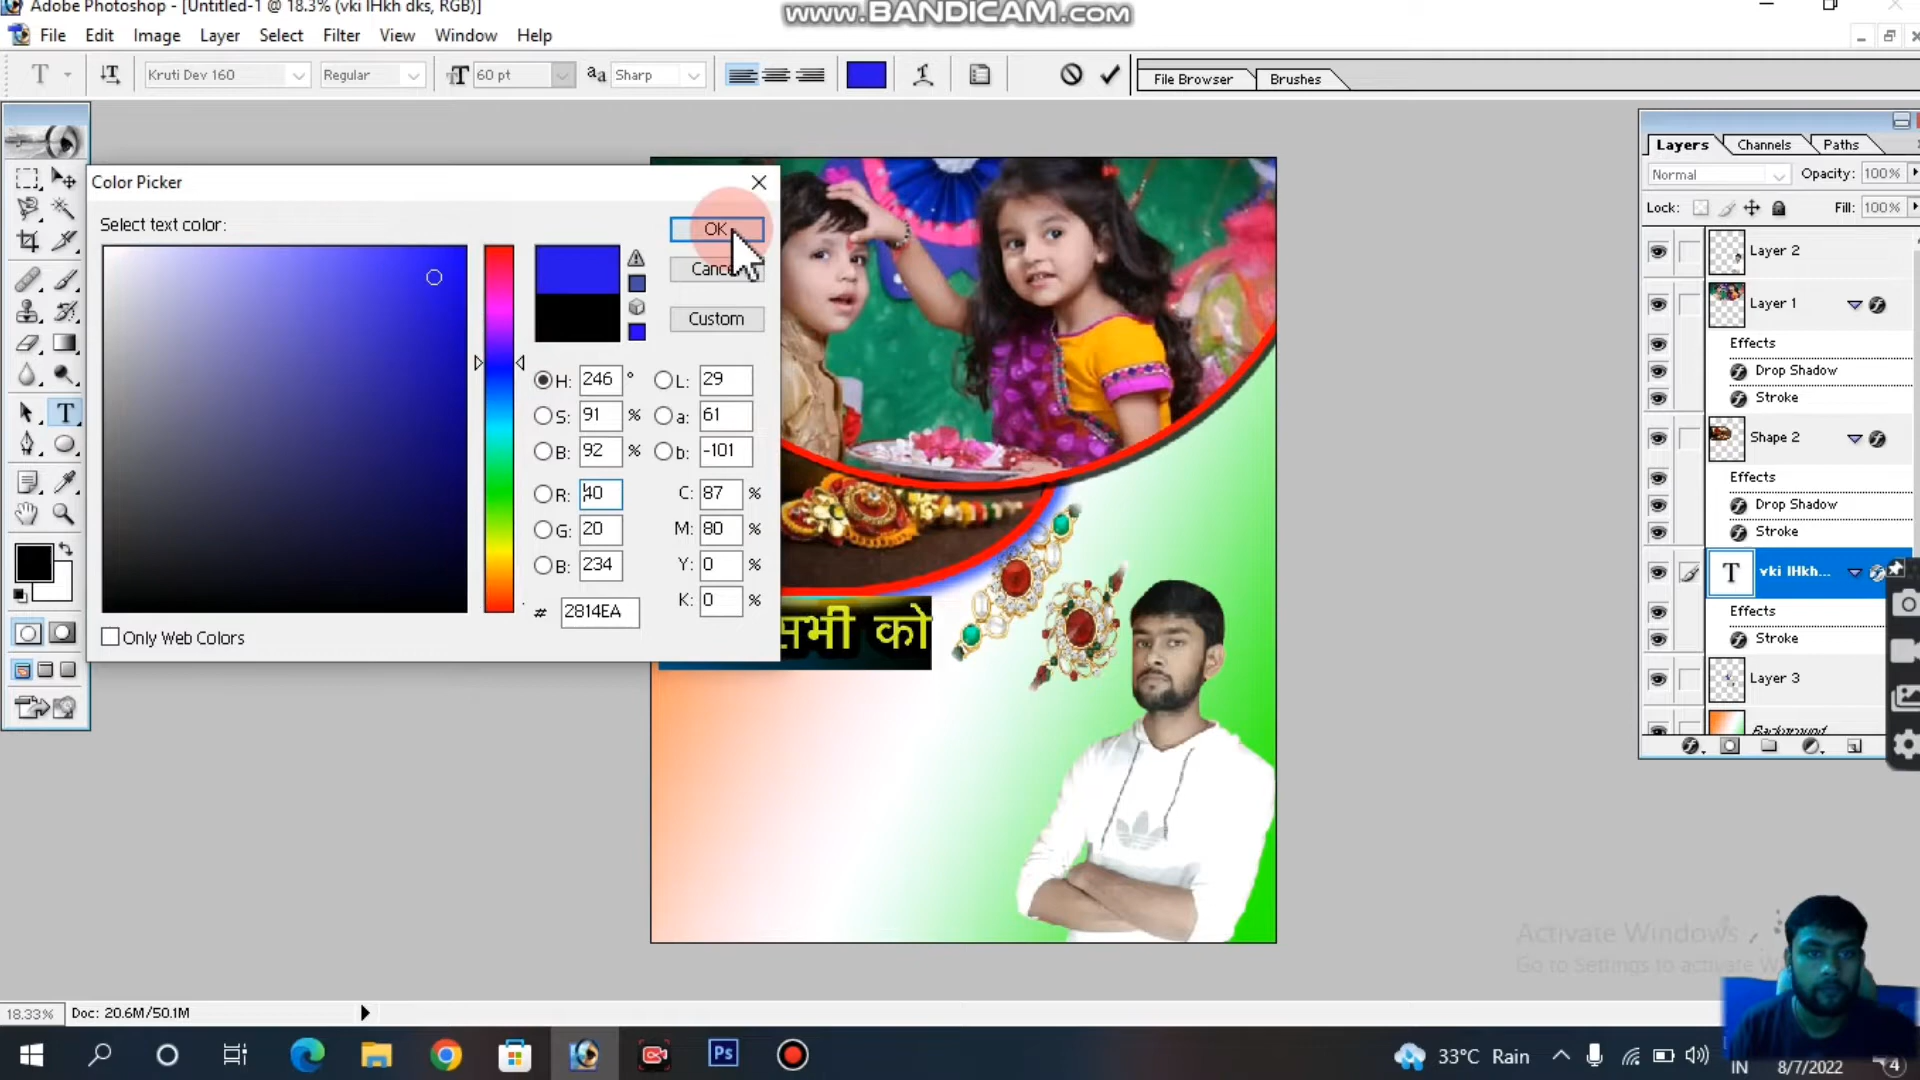 Adobe Photoshop - [Untitled-1 @ 18.3% (vki lHkh dks, RGB)]
www.BANDICAM.com
File Edit Image Layer Select Filter View Window Help
T Kruti Dev 160 Regular 60 pt aa Sharp
File Browser Brushes
Color Picker
Select text color:
OK
Cance
Custom
H: 246 ° L: 29
S: 91 % a: 61
B: 92 % b: -101
R: 40 C: 87 %
G: 20 M: 80 %
B: 234 Y: 0 %
K: 0 %
# 2814EA
Only Web Colors
सभी को
Layers Channels Paths
Normal Opacity: 100%
Lock: Fill: 100%
Layer 2
Layer 1
Effects
Drop Shadow
Stroke
Shape 2
Effects
Drop Shadow
Stroke
T vki lHkh...
Effects
Stroke
Layer 3
Background
Activate Windows
Go to Settings to activate W
18.33% Doc: 20.6M/50.1M
Ps
33°C Rain
IN 8/7/2022 4